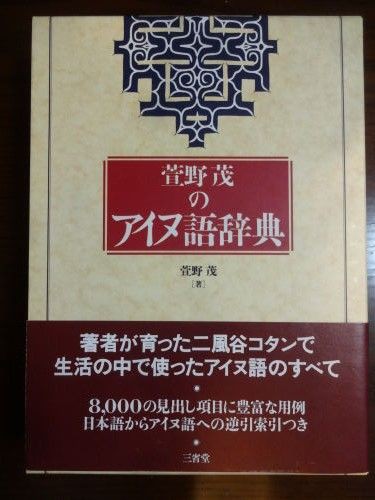 萱野 茂
の
アイヌ語辞典
萱野 茂
[著]
著者が育った二風谷コタンで
生活の中で使ったアイヌ語のすべて
8,000の見出し項目に豊富な用例
日本語からアイヌ語への逆引索引つき
三省堂